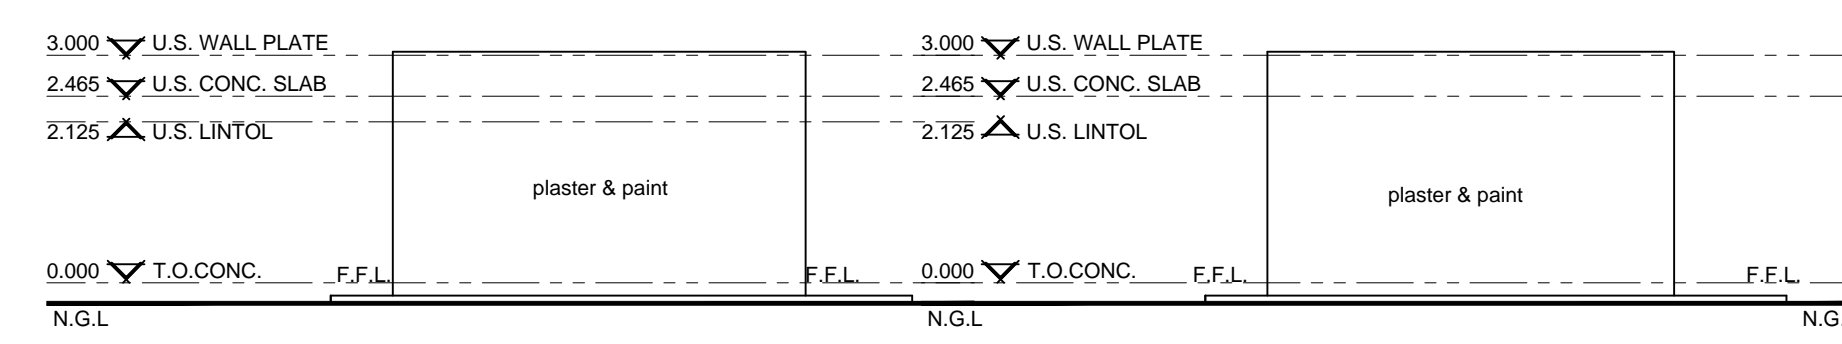 3.000 U.S. WALL PLATE
2.465 U.S. CONC. SLAB
2.125 U.S. LINTOL
plaster & paint
0.000 T.O.CONC.
F.F.L.
F.F.L.
N.G.L
3.000 U.S. WALL PLATE
2.465 U.S. CONC. SLAB
2.125 U.S. LINTOL
plaster & paint
0.000 T.O.CONC.
F.F.L.
F.F.L.
N.G.L
N.G.